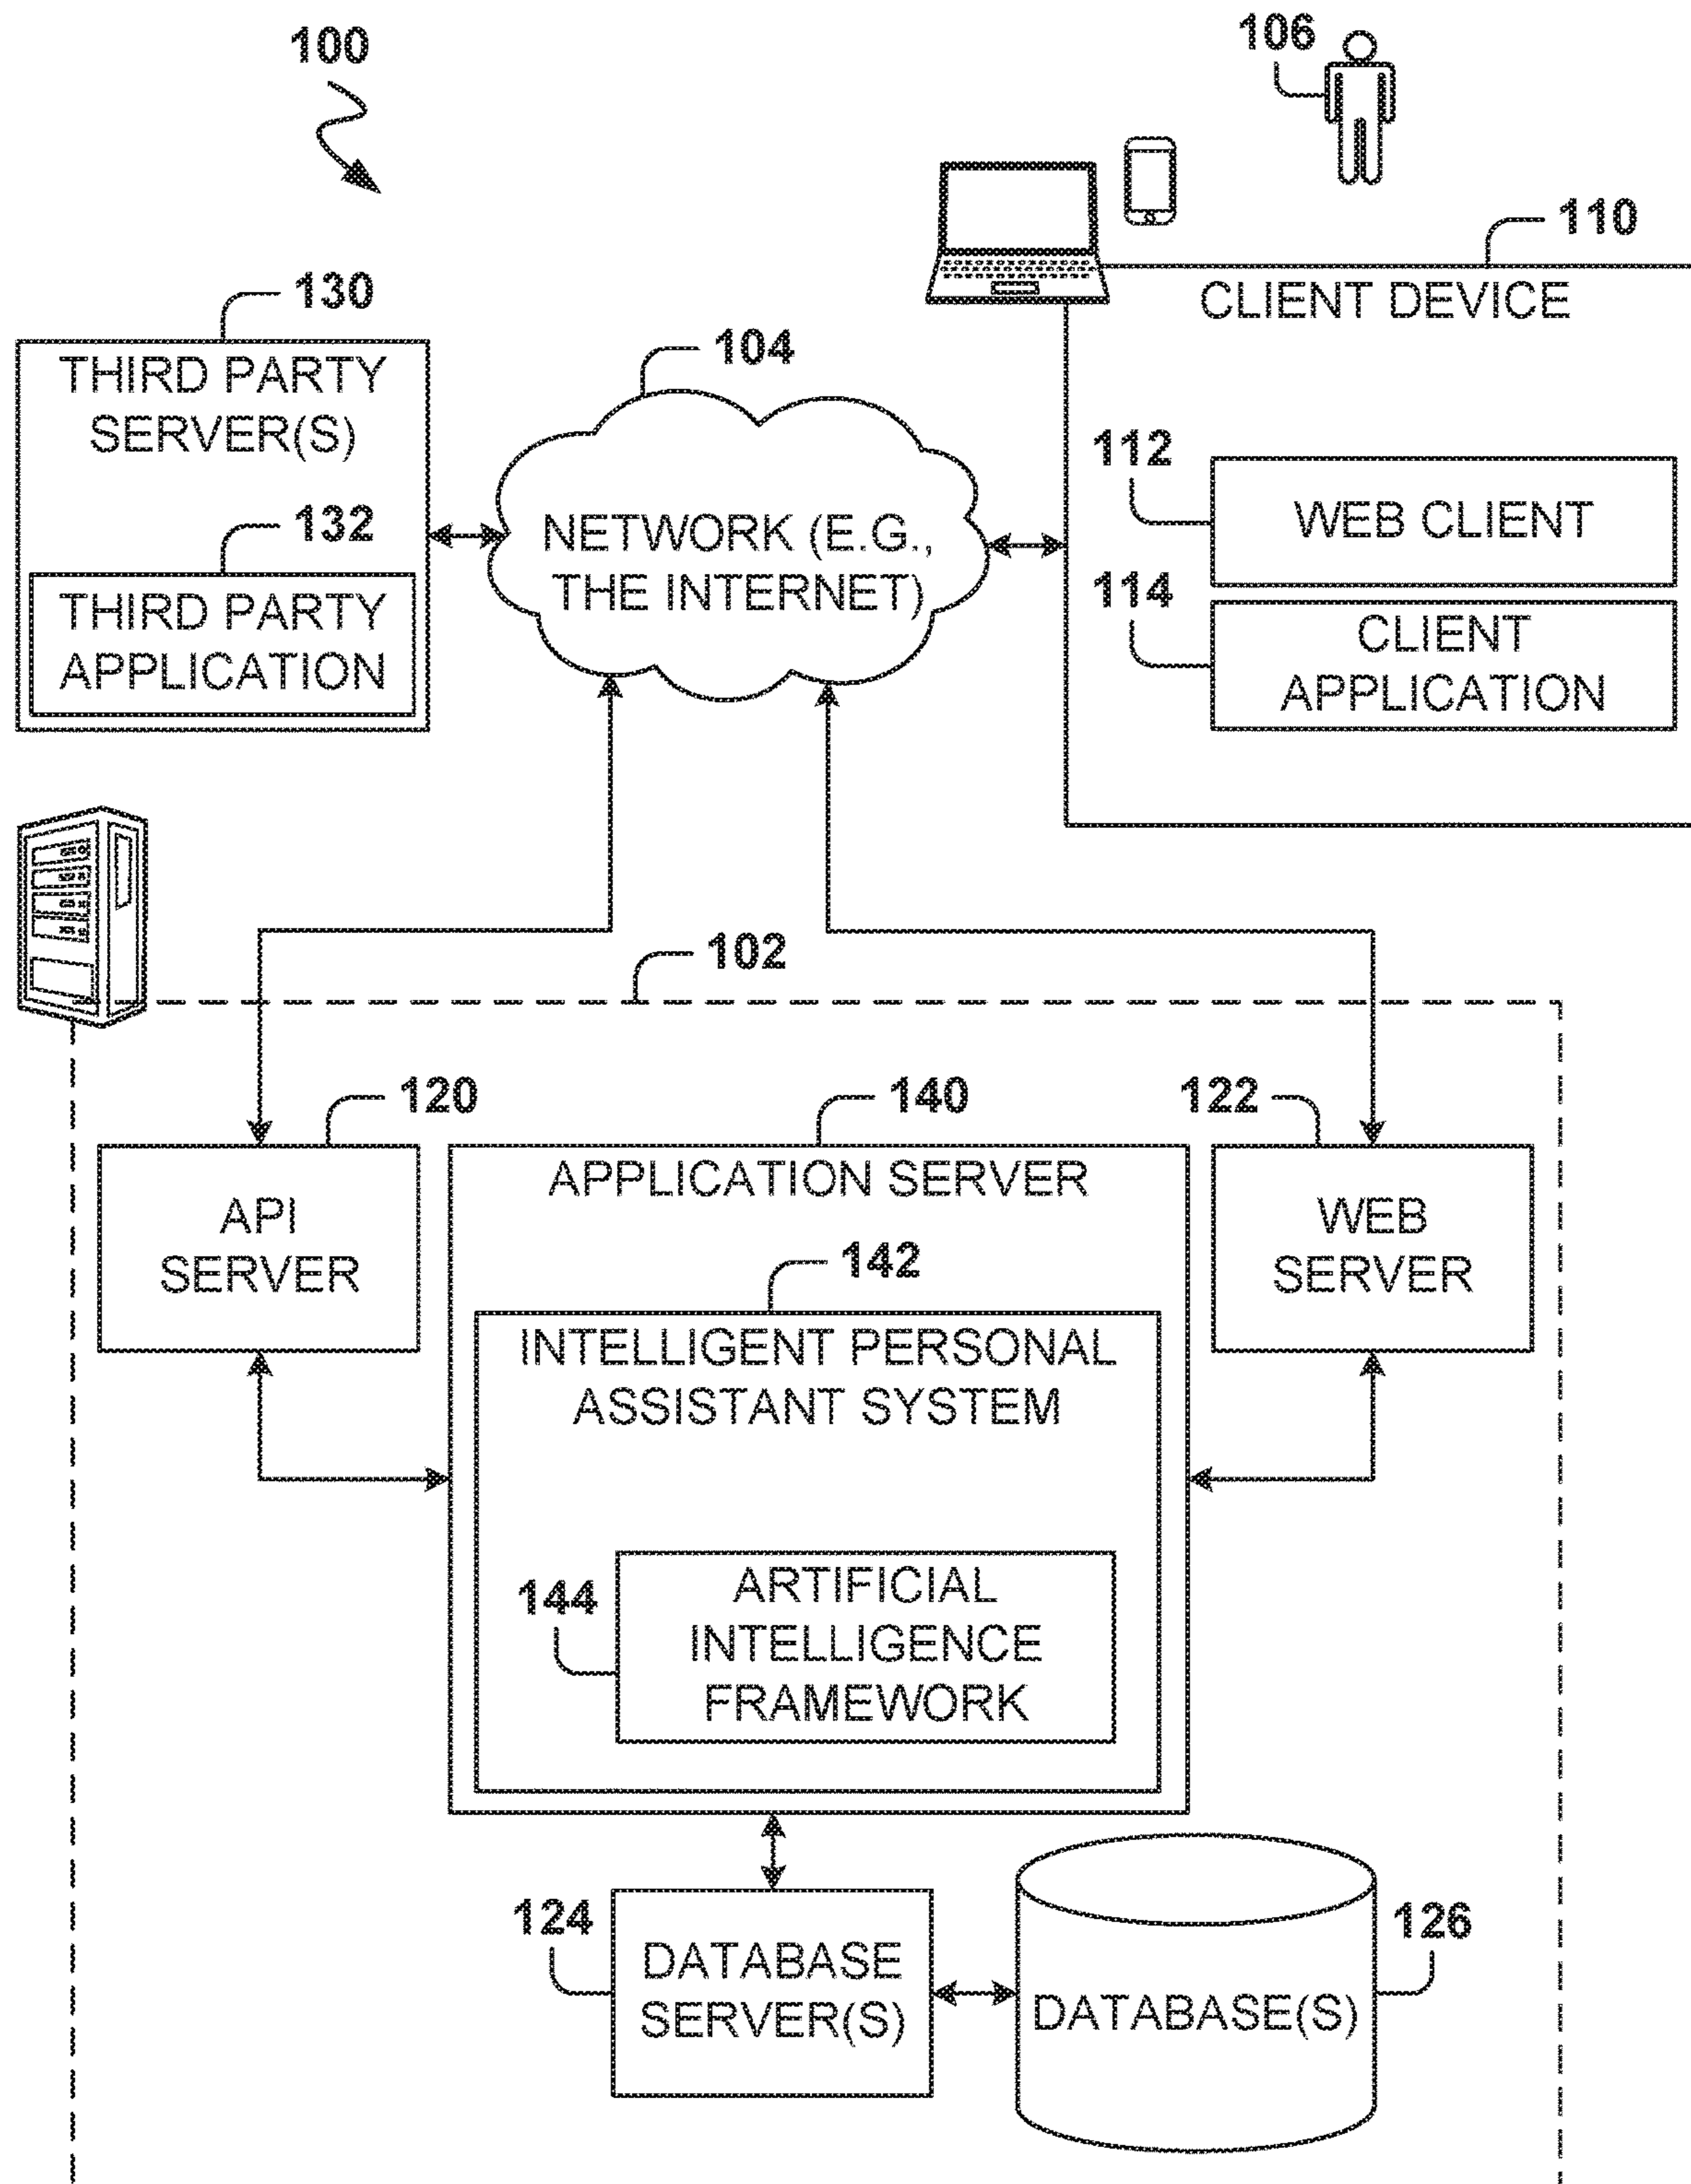 100
106
110
CLIENT DEVICE
130
THIRD PARTY
SERVER(S)
104
112
WEB CLIENT
132
NETWORK (E.G.,
THE INTERNET)
114
THIRD PARTY
APPLICATION
CLIENT
APPLICATION
102
120
140
122
APPLICATION SERVER
API
SERVER
WEB
SERVER
142
INTELLIGENT PERSONAL
ASSISTANT SYSTEM
144
ARTIFICIAL
INTELLIGENCE
FRAMEWORK
124
126
DATABASE
SERVER(S)
DATABASE(S)